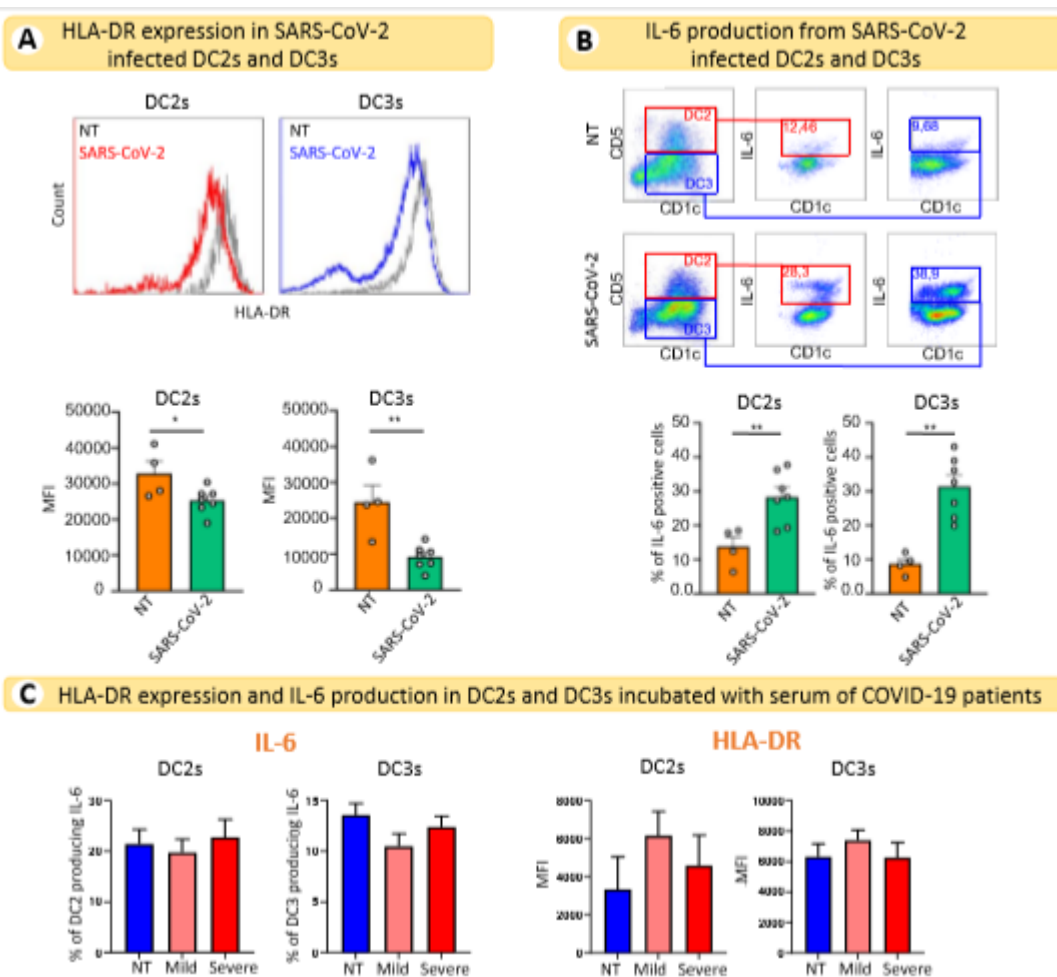 A HLA-DR expression in SARS-CoV-2
infected DC2s and DC3s
DC2s
DC3s
NT
SARS-CoV-2
NT
SARS-CoV-2
Count
HLA-DR
DC2s
50000
40000
30000
20000
10000
0
MFI
*
NT
SARS-CoV-2
DC3s
50000
40000
30000
20000
10000
0
MFI
**
NT
SARS-CoV-2
B IL-6 production from SARS-CoV-2
infected DC2s and DC3s
NT
CD5
DC2
DC3
CD1c
IL-6
12,46
CD1c
IL-6
9,68
CD1c
SARS-CoV-2
CD5
DC2
DC3
CD1c
IL-6
28,3
CD1c
IL-6
38,9
CD1c
DC2s
% of IL-6 positive cells
50
40
30
20
10
0.0
**
NT
SARS-CoV-2
DC3s
% of IL-6 positive cells
50
40
30
20
10
0.0
**
NT
SARS-CoV-2
C HLA-DR expression and IL-6 production in DC2s and DC3s incubated with serum of COVID-19 patients
IL-6
DC2s
% of DC2 producing IL-6
30
20
10
0
NT Mild Severe
DC3s
% of DC3 producing IL-6
15
10
5
0
NT Mild Severe
HLA-DR
DC2s
MFI
8000
6000
4000
2000
0
NT Mild Severe
DC3s
.MFI
10000
8000
6000
4000
2000
0
NT Mild Severe